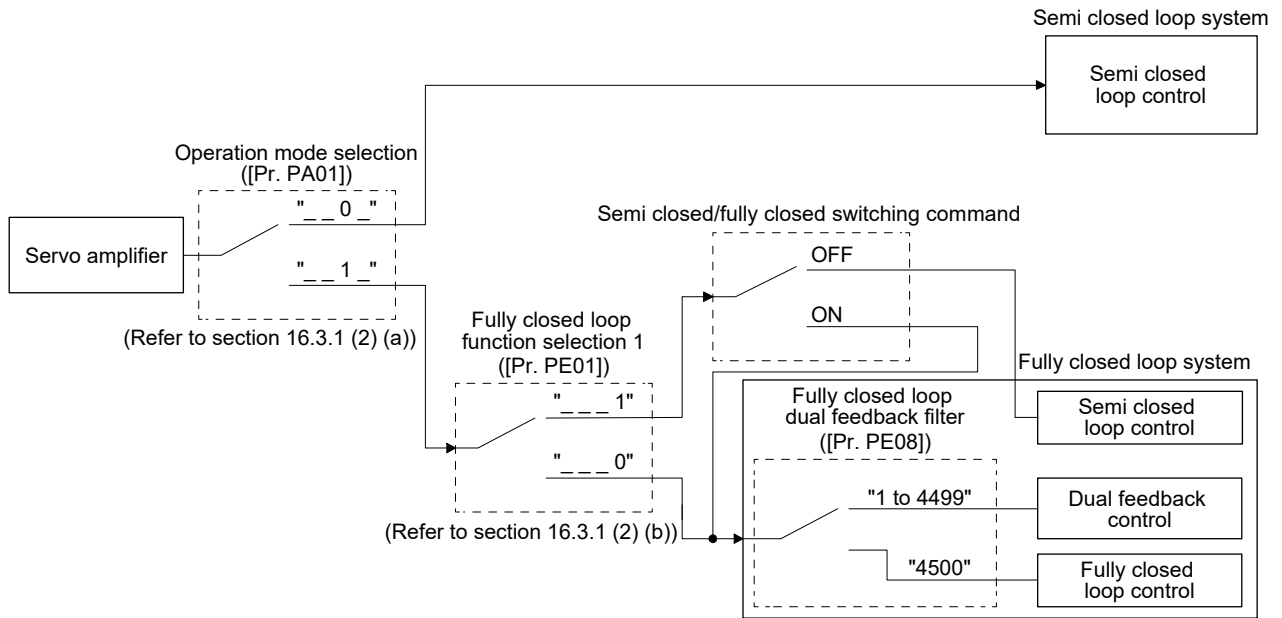 Semi closed loop system
Semi closed
loop control
Operation mode selection
([Pr. PA01])
"_ _ 0 _"
Servo amplifier
"_ _ 1 _"
(Refer to section 16.3.1 (2) (a))
Semi closed/fully closed switching command
OFF
ON
Fully closed loop
function selection 1
([Pr. PE01])
"_ _ _ 1"
"_ _ _ 0"
(Refer to section 16.3.1 (2) (b))
Fully closed loop system
Fully closed loop
dual feedback filter
([Pr. PE08])
Semi closed
loop control
"1 to 4499"
Dual feedback
control
"4500"
Fully closed
loop control